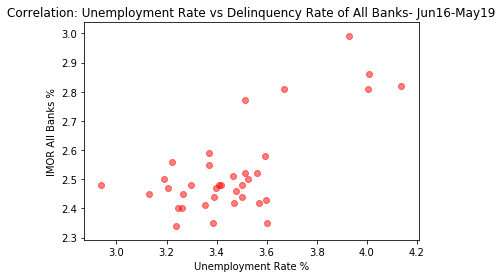 Correlation: Unemployment Rate vs Delinquency Rate of All Banks- Jun16-May19
3.0
2.9
2.8
2.7
2.6
2.5
2.4
2.3
IMOR All Banks %
3.0 3.2 3.4 3.6 3.8 4.0 4.2
Unemployment Rate %